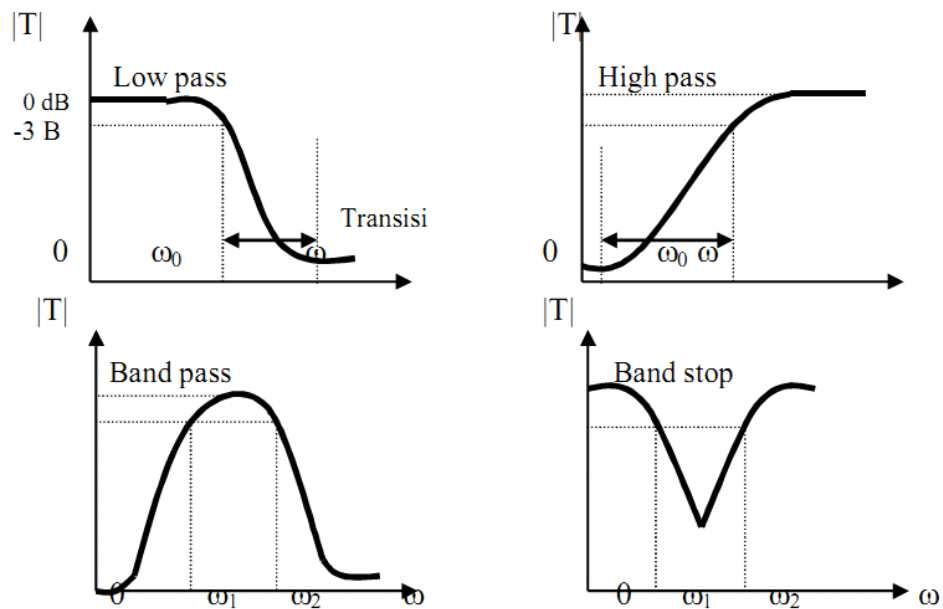 |T|
Low pass
0 dB
-3 B
Transisi
0
ω₀
ω
|T|
High pass
0
ω₀ ω
|T|
Band pass
0
ω₁
ω₂
ω
|T|
Band stop
0
ω₁
ω₂
ω